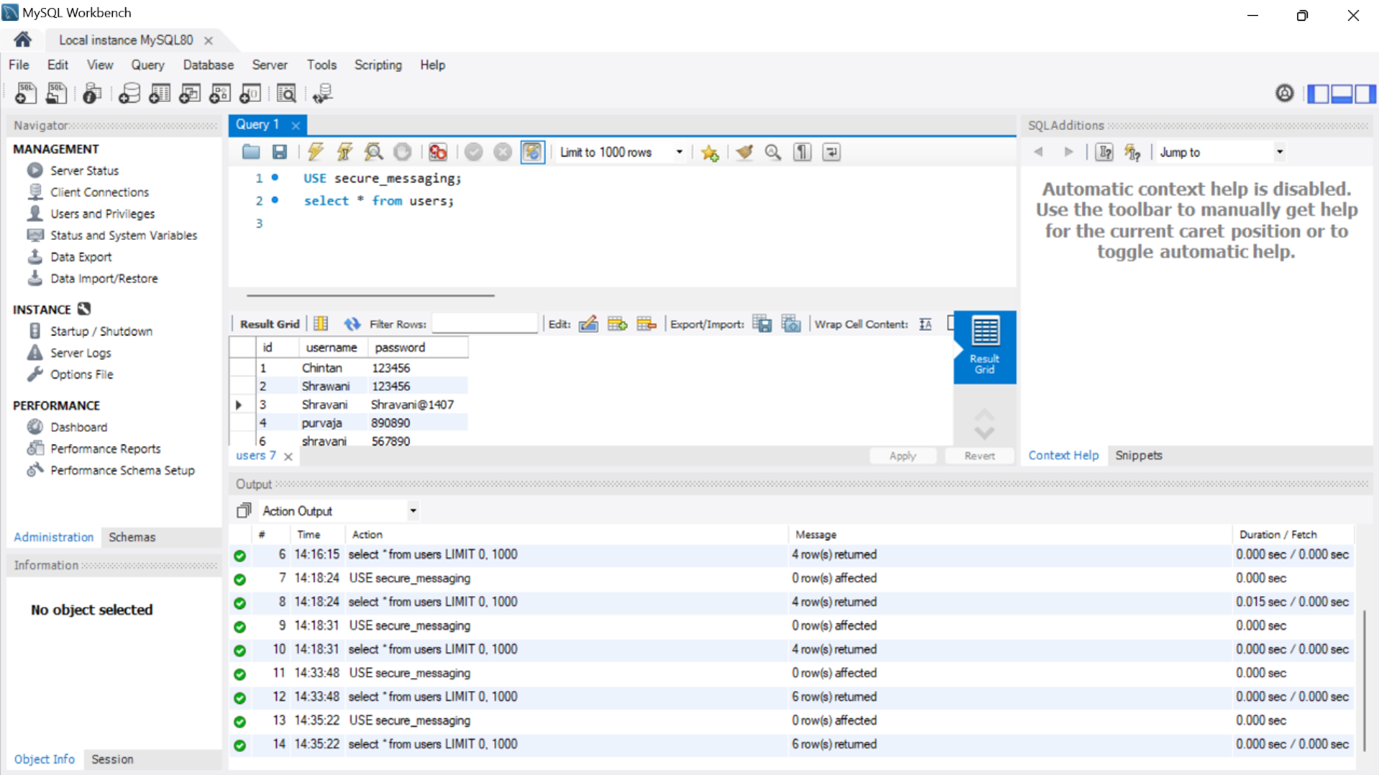 MySQL Workbench
Local instance MySQL80
File Edit View Query Database Server Tools Scripting Help
Navigator
MANAGEMENT
Server Status
Client Connections
Users and Privileges
Status and System Variables
Data Export
Data Import/Restore
INSTANCE
Startup / Shutdown
Server Logs
Options File
PERFORMANCE
Dashboard
Performance Reports
Performance Schema Setup
Administration Schemas
Information
No object selected
Object Info Session
Query 1
Limit to 1000 rows
1 USE secure_messaging;
2 select * from users;
3
Result Grid Filter Rows: Edit: Export/Import: Wrap Cell Content:
id username password
1 Chintan 123456
2 Shrawani 123456
3 Shravani Shravani@1407
4 purvaja 890890
6 shravani 567890
Result
Grid
users 7 Apply Revert
SQLAdditions
Jump to
Automatic context help is disabled.
Use the toolbar to manually get help
for the current caret position or to
toggle automatic help.
Context Help Snippets
Output
Action Output
# Time Action Message Duration / Fetch
6 14:16:15 select * from users LIMIT 0, 1000 4 row(s) returned 0.000 sec / 0.000 sec
7 14:18:24 USE secure_messaging 0 row(s) affected 0.000 sec
8 14:18:24 select * from users LIMIT 0, 1000 4 row(s) returned 0.015 sec / 0.000 sec
9 14:18:31 USE secure_messaging 0 row(s) affected 0.000 sec
10 14:18:31 select * from users LIMIT 0, 1000 4 row(s) returned 0.000 sec / 0.000 sec
11 14:33:48 USE secure_messaging 0 row(s) affected 0.000 sec
12 14:33:48 select * from users LIMIT 0, 1000 6 row(s) returned 0.000 sec / 0.000 sec
13 14:35:22 USE secure_messaging 0 row(s) affected 0.000 sec
14 14:35:22 select * from users LIMIT 0, 1000 6 row(s) returned 0.000 sec / 0.000 sec